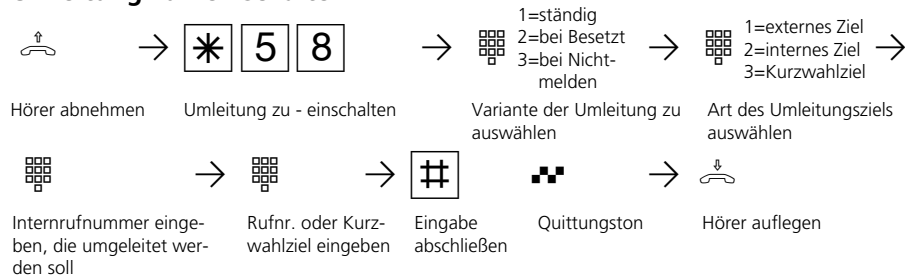 1=ständig
2=bei Besetzt
3=bei Nicht-
melden
1=externes Ziel
2=internes Ziel
3=Kurzwahlziel
* 5 8
Hörer abnehmen
Umleitung zu - einschalten
Variante der Umleitung zu
auswählen
Art des Umleitungsziels
auswählen
#
Internrufnummer einge-
ben, die umgeleitet wer-
den soll
Rufnr. oder Kurz-
wahlziel eingeben
Eingabe
abschließen
Quittungston
Hörer auflegen